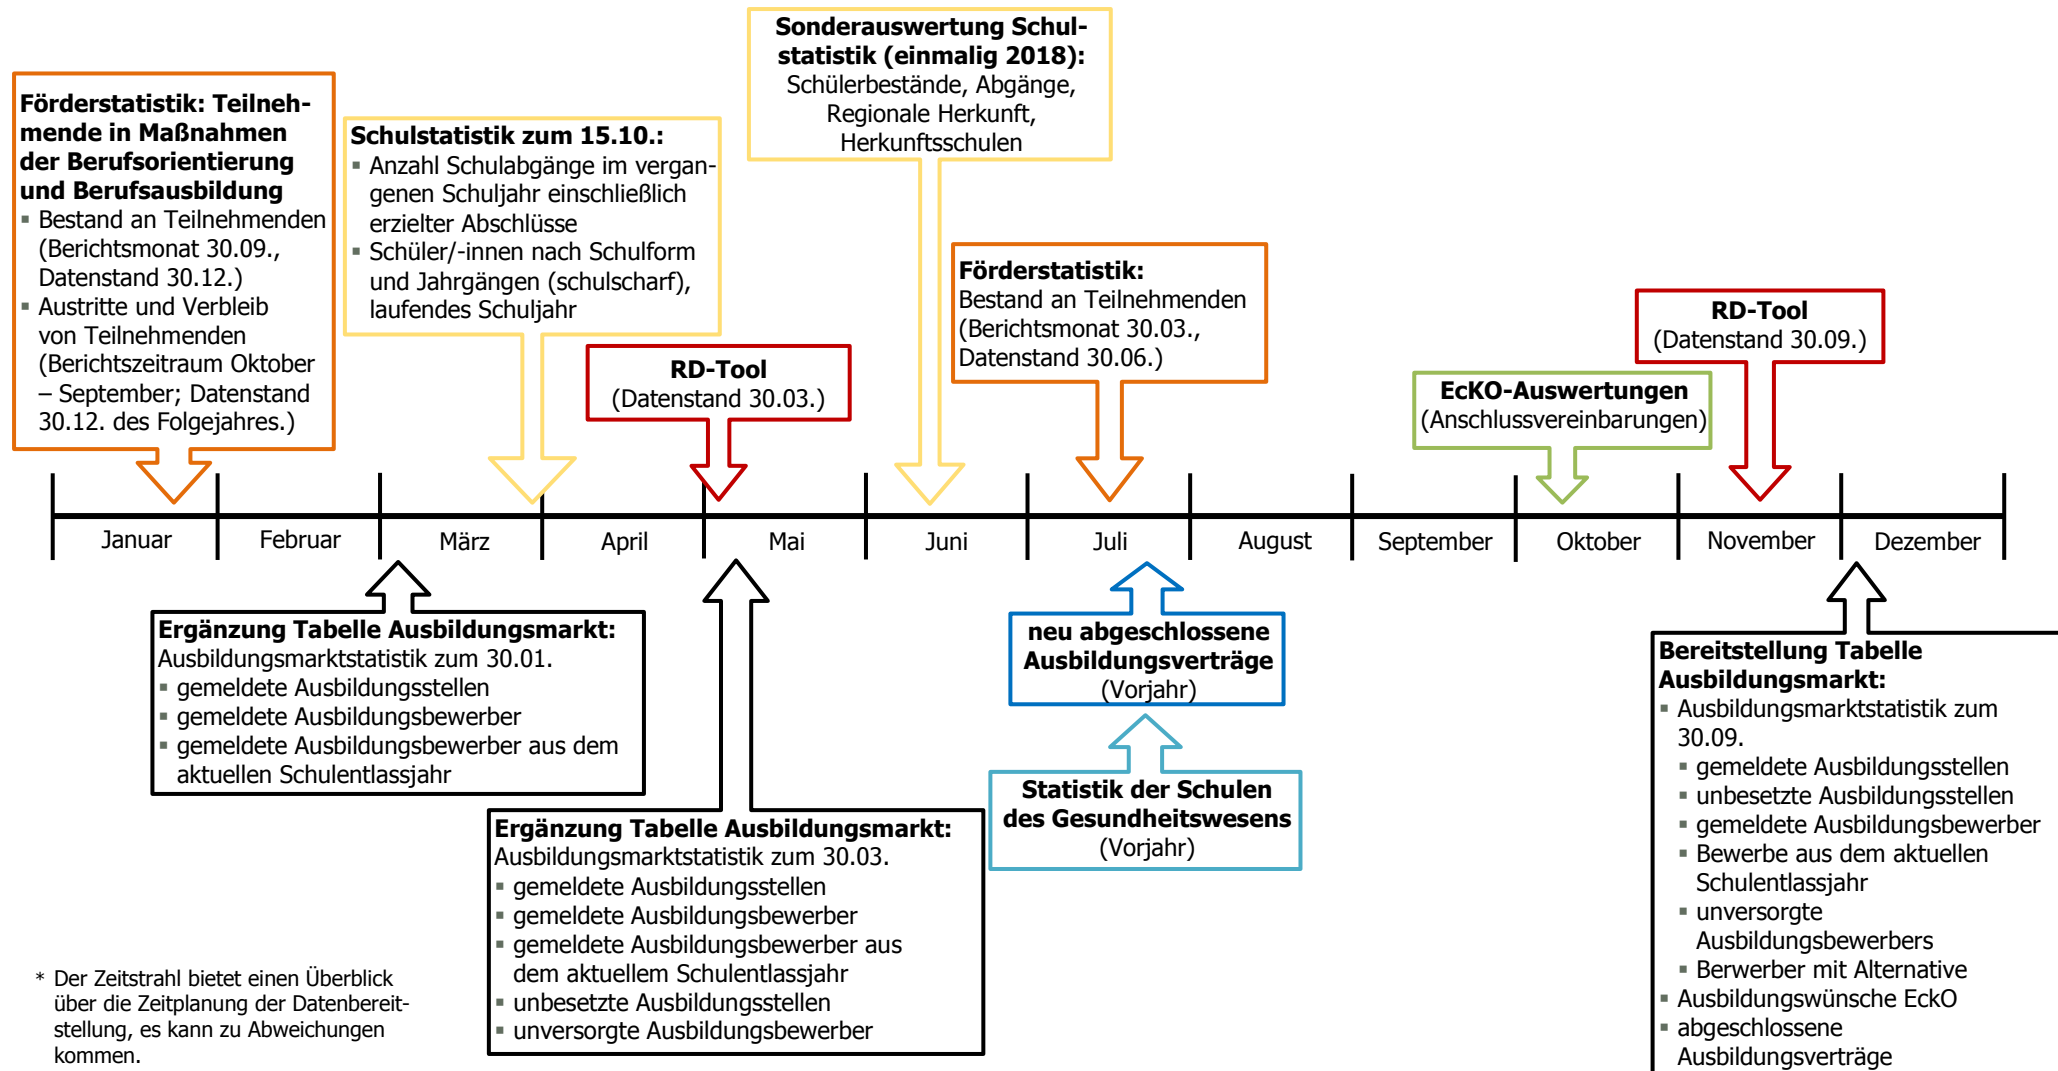 Förderstatistik: Teilneh-
mende in Maßnahmen
der Berufsorientierung
und Berufsausbildung
▪ Bestand an Teilnehmenden
(Berichtsmonat 30.09.,
Datenstand 30.12.)
▪ Austritte und Verbleib
von Teilnehmenden
(Berichtszeitraum Oktober
– September; Datenstand
30.12. des Folgejahres.)
Schulstatistik zum 15.10.:
▪ Anzahl Schulabgänge im vergan-
genen Schuljahr einschließlich
erzielter Abschlüsse
▪ Schüler/-innen nach Schulform
und Jahrgängen (schulscharf),
laufendes Schuljahr
RD-Tool
(Datenstand 30.03.)
Sonderauswertung Schul-
statistik (einmalig 2018):
Schülerbestände, Abgänge,
Regionale Herkunft,
Herkunftsschulen
Förderstatistik:
Bestand an Teilnehmenden
(Berichtsmonat 30.03.,
Datenstand 30.06.)
EcKO-Auswertungen
(Anschlussvereinbarungen)
RD-Tool
(Datenstand 30.09.)
Januar
Februar
März
April
Mai
Juni
Juli
August
September
Oktober
November
Dezember
Ergänzung Tabelle Ausbildungsmarkt:
Ausbildungsmarktstatistik zum 30.01.
▪ gemeldete Ausbildungsstellen
▪ gemeldete Ausbildungsbewerber
▪ gemeldete Ausbildungsbewerber aus dem
aktuellen Schulentlassjahr
Ergänzung Tabelle Ausbildungsmarkt:
Ausbildungsmarktstatistik zum 30.03.
▪ gemeldete Ausbildungsstellen
▪ gemeldete Ausbildungsbewerber
▪ gemeldete Ausbildungsbewerber aus
dem aktuellem Schulentlassjahr
▪ unbesetzte Ausbildungsstellen
▪ unversorgte Ausbildungsbewerber
neu abgeschlossene
Ausbildungsverträge
(Vorjahr)
Statistik der Schulen
des Gesundheitswesens
(Vorjahr)
Bereitstellung Tabelle
Ausbildungsmarkt:
▪ Ausbildungsmarktstatistik zum
30.09.
▪ gemeldete Ausbildungsstellen
▪ unbesetzte Ausbildungsstellen
▪ gemeldete Ausbildungsbewerber
▪ Bewerbe aus dem aktuellen
Schulentlassjahr
▪ unversorgte
Ausbildungsbewerbers
▪ Berwerber mit Alternative
▪ Ausbildungswünsche EckO
▪ abgeschlossene
Ausbildungsverträge
* Der Zeitstrahl bietet einen Überblick
über die Zeitplanung der Datenbereit-
stellung, es kann zu Abweichungen
kommen.